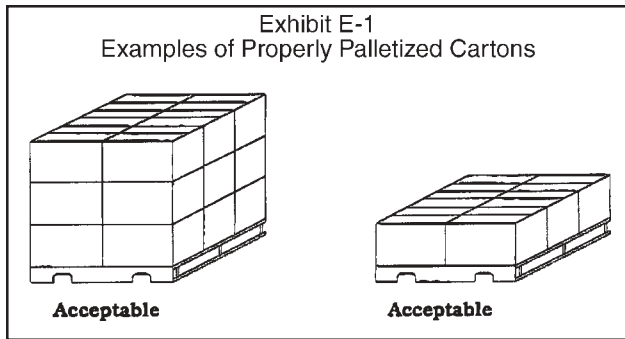 Exhibit E-1
Examples of Properly Palletized Cartons
Acceptable
Acceptable